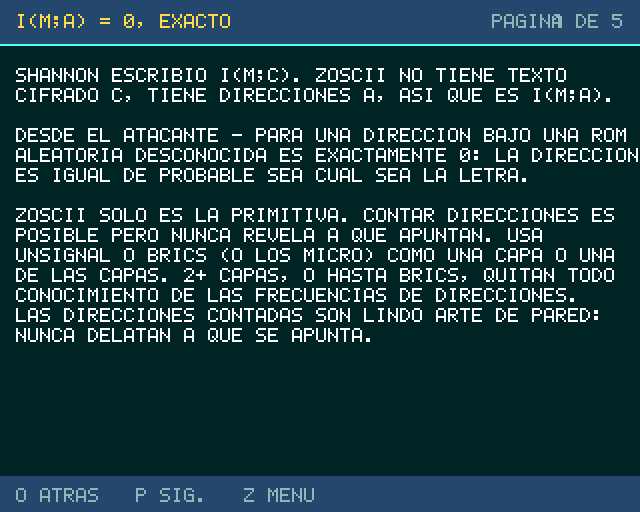 I(M;A) = 0, EXACTO
PAGINA DE 5
SHANNON ESCRIBIO I(M;C). ZOSCII NO TIENE TEXTO
CIFRADO C, TIENE DIRECCIONES A, ASI QUE ES I(M;A).
DESDE EL ATACANTE - PARA UNA DIRECCION BAJO UNA ROM
ALEATORIA DESCONOCIDA ES EXACTAMENTE 0: LA DIRECCION
ES IGUAL DE PROBABLE SEA CUAL SEA LA LETRA.
ZOSCII SOLO ES LA PRIMITIVA. CONTAR DIRECCIONES ES
POSIBLE PERO NUNCA REVELA A QUE APUNTAN. USA
UNSIGNAL O BRICS (O LOS MICRO) COMO UNA CAPA O UNA
DE LAS CAPAS. 2+ CAPAS, O HASTA BRICS, QUITAN TODO
CONOCIMIENTO DE LAS FRECUENCIAS DE DIRECCIONES.
LAS DIRECCIONES CONTADAS SON LINDO ARTE DE PARED:
NUNCA DELATAN A QUE SE APUNTA.
O ATRAS P SIG. Z MENU